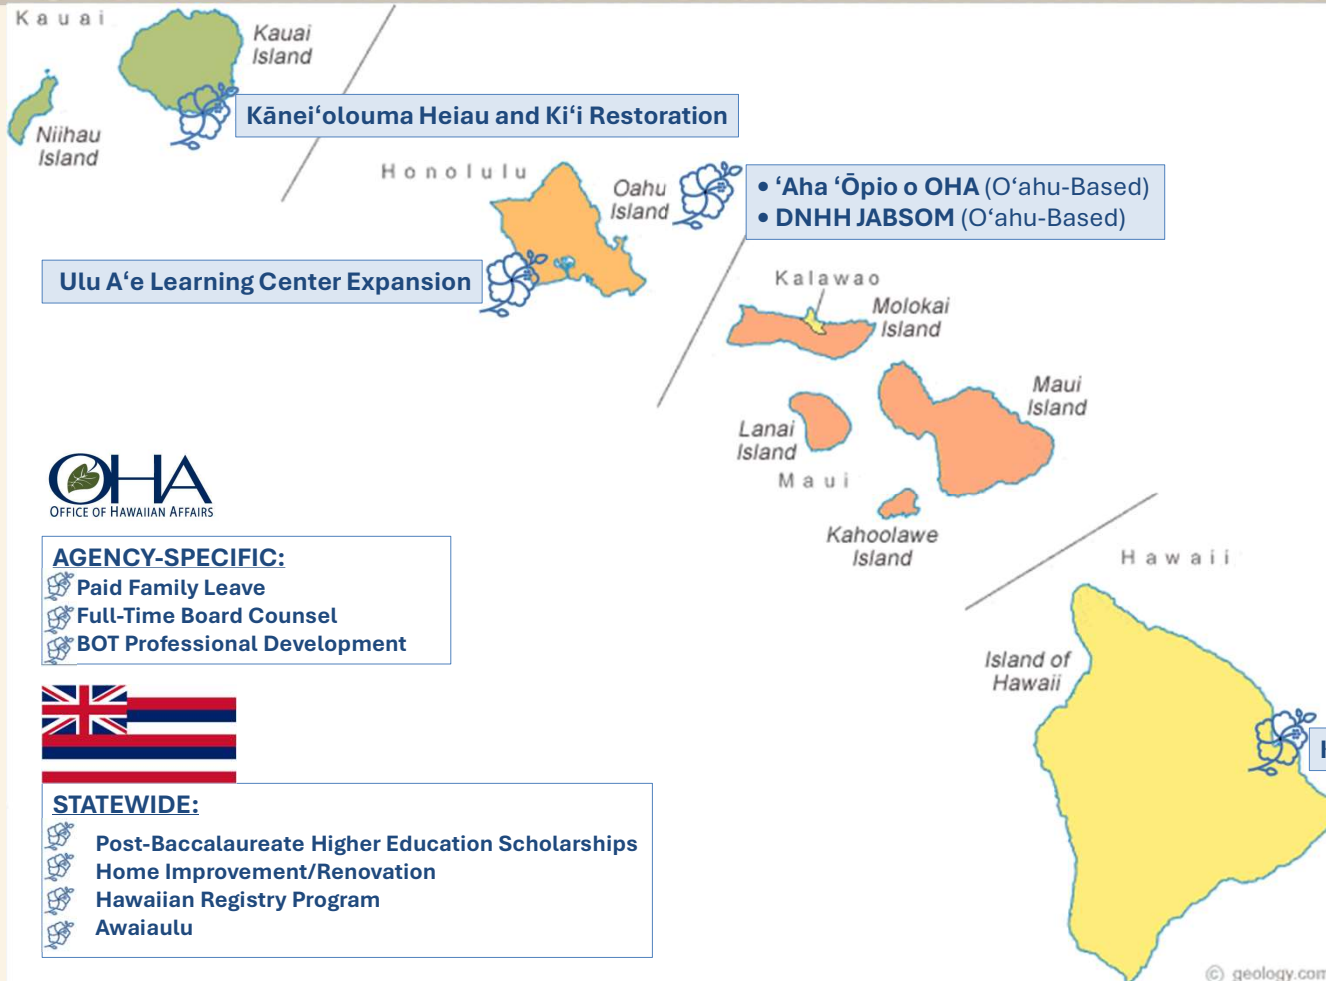 Kauai
Kauai
Island
Niihau
Island
Kāneiʻolouma Heiau and Kiʻi Restoration
Honolulu
Oahu
Island
• ʻAha ʻŌpio o OHA (Oʻahu-Based)
• DNHH JABSOM (Oʻahu-Based)
Ulu Aʻe Learning Center Expansion
Kalawao
Molokai
Island
Maui
Island
Lanai
Island
Maui
Kahoolawe
Island
OHA
OFFICE OF HAWAIIAN AFFAIRS
AGENCY-SPECIFIC:
Paid Family Leave
Full-Time Board Counsel
BOT Professional Development
Hawaii
Island of
Hawaii
STATEWIDE:
Post-Baccalaureate Higher Education Scholarships
Home Improvement/Renovation
Hawaiian Registry Program
Awaiaulu
© geology.com